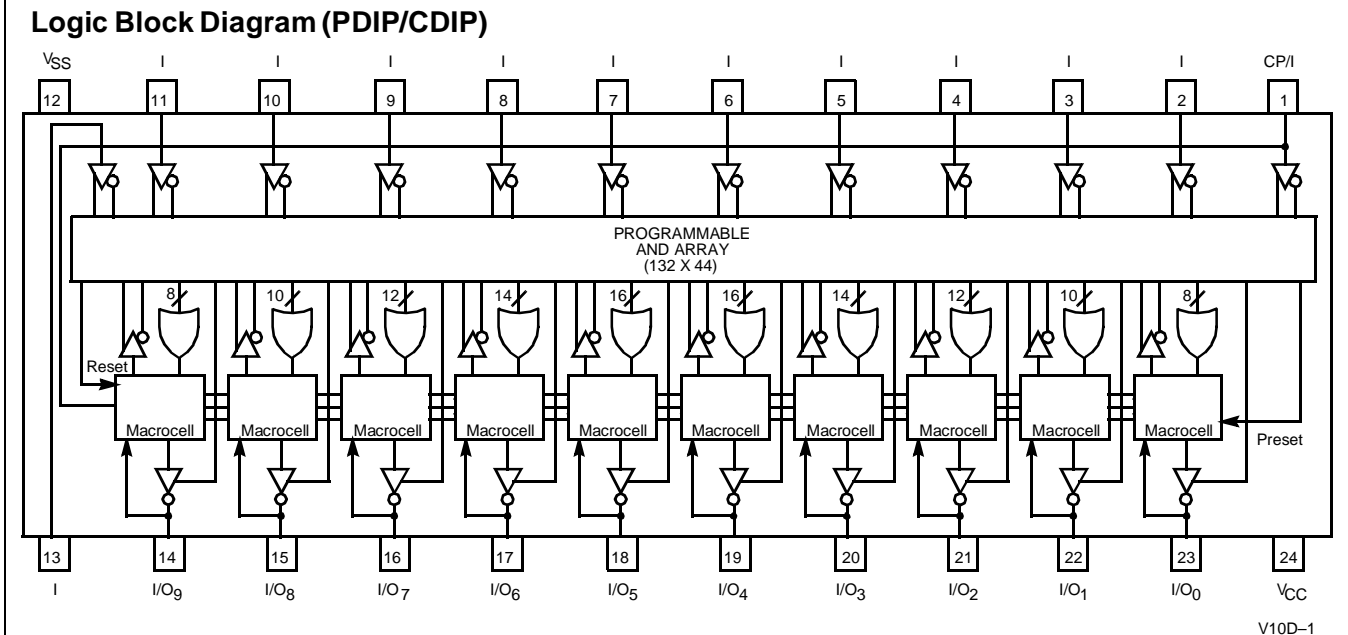 Logic Block Diagram (PDIP/CDIP)
VSS I I I I I I I I I I CP/I
12 11 10 9 8 7 6 5 4 3 2 1
PROGRAMMABLE
AND ARRAY
(132 X 44)
8 10 12 14 16 16 14 12 10 8
Reset
Macrocell Macrocell Macrocell Macrocell Macrocell Macrocell Macrocell Macrocell Macrocell Macrocell
Preset
13 14 15 16 17 18 19 20 21 22 23 24
I I/O9 I/O8 I/O7 I/O6 I/O5 I/O4 I/O3 I/O2 I/O1 I/O0 VCC
V10D–1